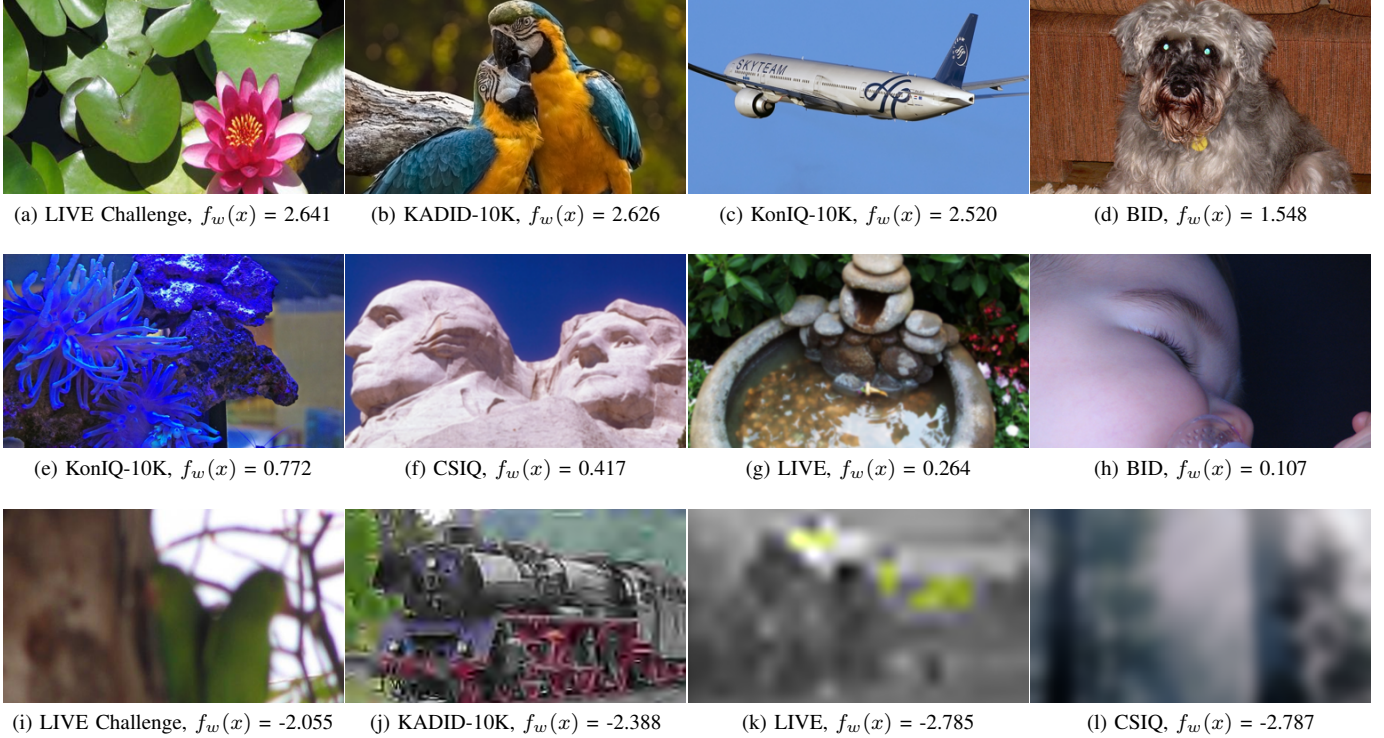 SKYTEAM
(a) LIVE Challenge, f_w(x) = 2.641
(b) KADID-10K, f_w(x) = 2.626
(c) KonIQ-10K, f_w(x) = 2.520
(d) BID, f_w(x) = 1.548
(e) KonIQ-10K, f_w(x) = 0.772
(f) CSIQ, f_w(x) = 0.417
(g) LIVE, f_w(x) = 0.264
(h) BID, f_w(x) = 0.107
(i) LIVE Challenge, f_w(x) = -2.055
(j) KADID-10K, f_w(x) = -2.388
(k) LIVE, f_w(x) = -2.785
(l) CSIQ, f_w(x) = -2.787